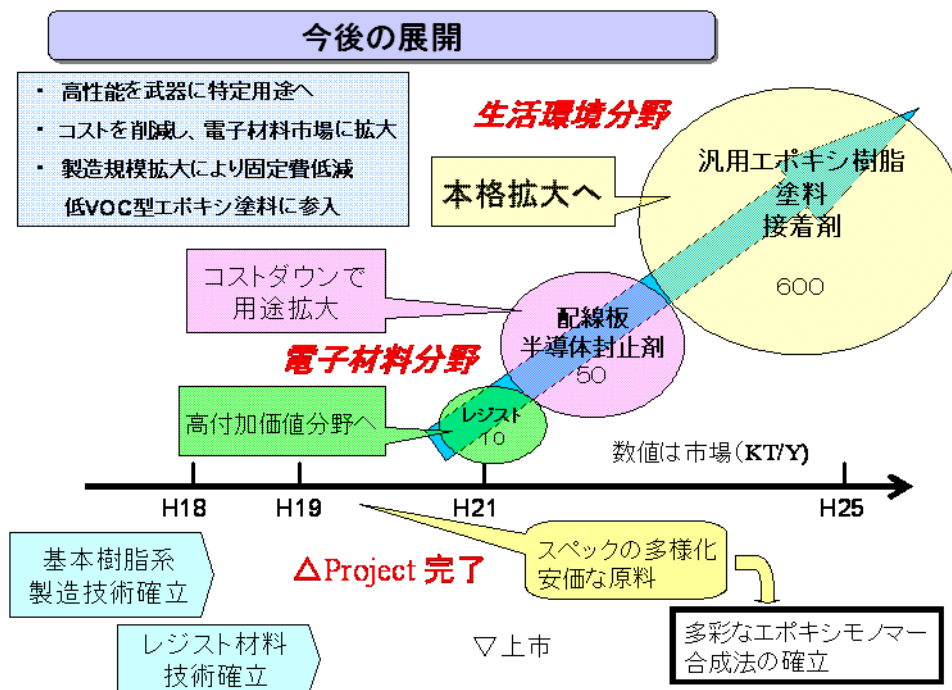 今後の展開
・ 高性能を武器に特定用途へ
・ コストを削減し、電子材料市場に拡大
・ 製造規模拡大により固定費低減
低VOC型エポキシ塗料に参入
生活環境分野
汎用エポキシ樹脂
塗料
接着剤
600
本格拡大へ
コストダウンで
用途拡大
配線板
半導体封止剤
50
電子材料分野
高付加価値分野へ
レジスト
10
数値は市場(KT/Y)
H18
H19
H21
H25
基本樹脂系
製造技術確立
△Project 完了
スペックの多様化
安価な原料
レジスト材料
技術確立
▽上市
多彩なエポキシモノマー
合成法の確立